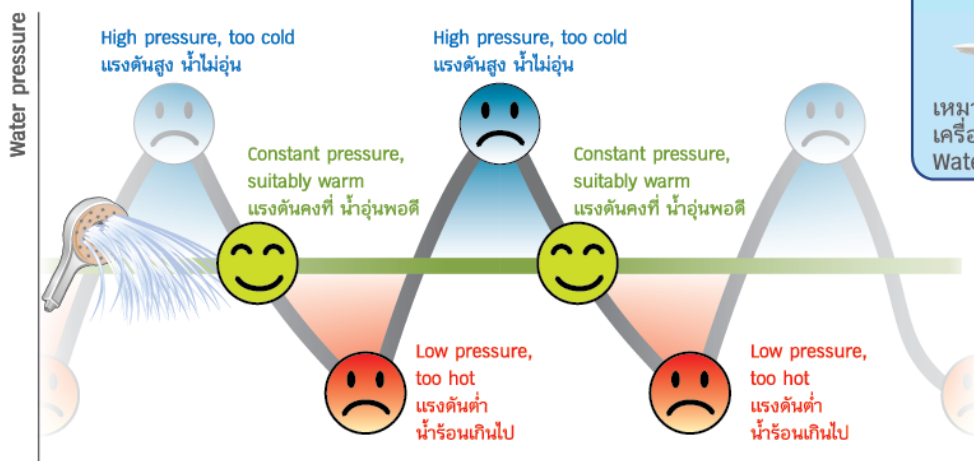 Water pressure
High pressure, too cold
แรงดันสูง น้ำไม่อุ่น
High pressure, too cold
แรงดันสูง น้ำไม่อุ่น
Constant pressure,
suitably warm
แรงดันคงที่ น้ำอุ่นพอดี
Constant pressure,
suitably warm
แรงดันคงที่ น้ำอุ่นพอดี
Low pressure,
too hot
แรงดันต่ำ
น้ำร้อนเกินไป
Low pressure,
too hot
แรงดันต่ำ
น้ำร้อนเกินไป